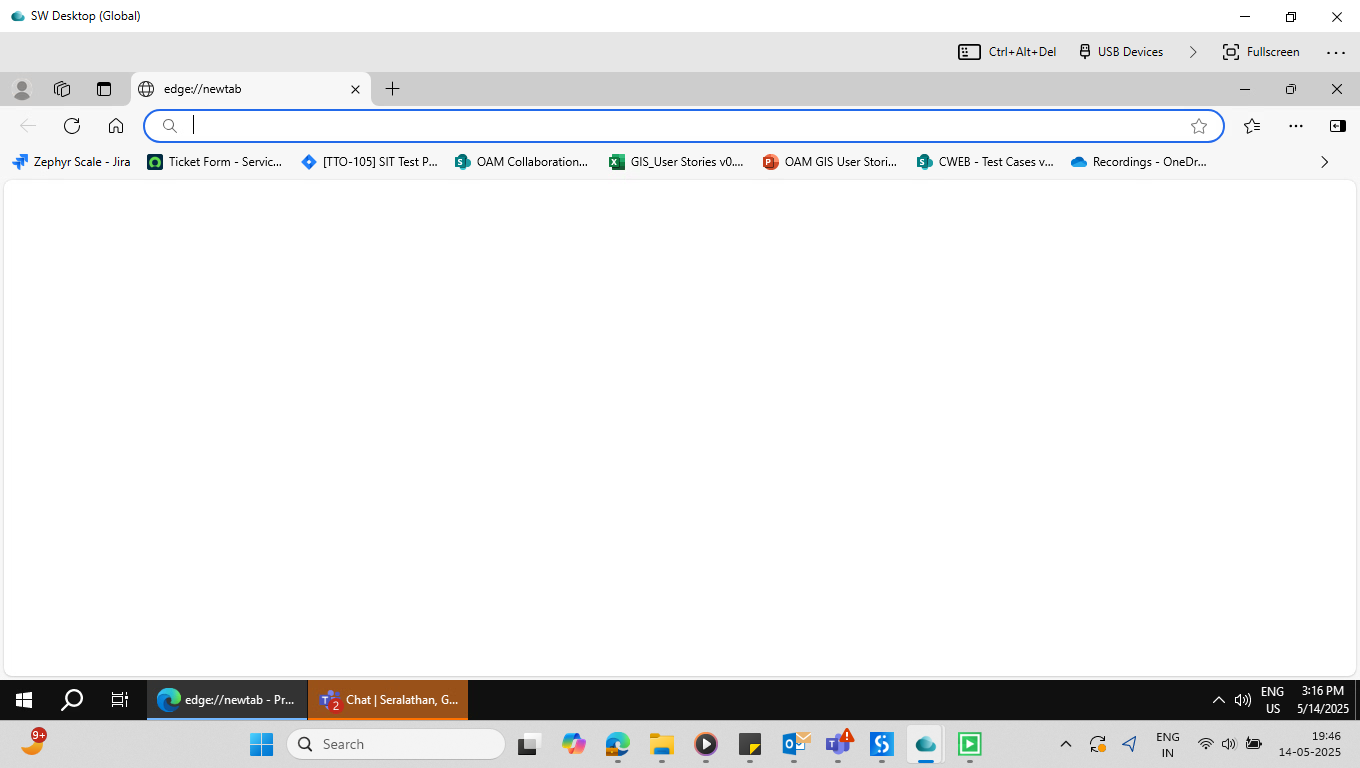 SW Desktop (Global)
Ctrl+Alt+Del
USB Devices
Fullscreen
edge://newtab
Zephyr Scale - Jira
Ticket Form - Servic...
[TTO-105] SIT Test P...
OAM Collaboration...
GIS_User Stories v0....
OAM GIS User Stori...
CWEB - Test Cases v...
Recordings - OneDr...
edge://newtab - Pr...
2
Chat | Seralathan, G...
ENG
US
3:16 PM
5/14/2025
9+
Search
ENG
IN
19:46
14-05-2025